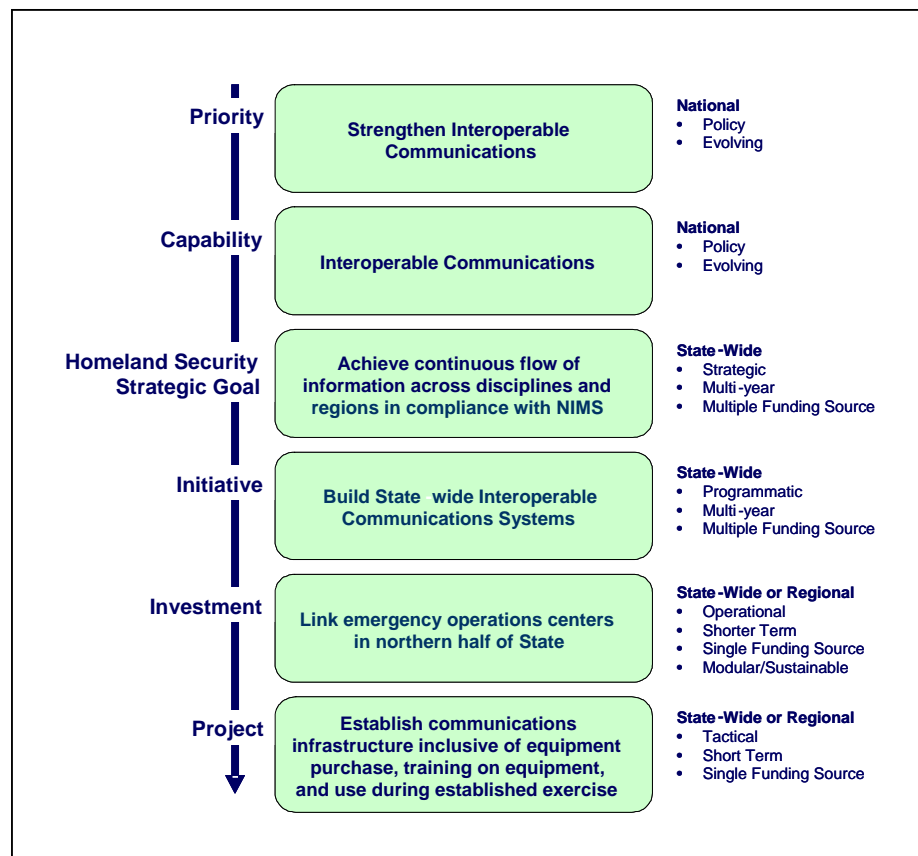 Priority
Strengthen Interoperable
Communications
National
• Policy
• Evolving
Capability
Interoperable Communications
National
• Policy
• Evolving
Homeland Security
Strategic Goal
Achieve continuous flow of
information across disciplines and
regions in compliance with NIMS
State-Wide
• Strategic
• Multi-year
• Multiple Funding Source
Initiative
Build State-wide Interoperable
Communications Systems
State-Wide
• Programmatic
• Multi-year
• Multiple Funding Source
Investment
Link emergency operations centers
in northern half of State
State-Wide or Regional
• Operational
• Shorter Term
• Single Funding Source
• Modular/Sustainable
Project
Establish communications
infrastructure inclusive of equipment
purchase, training on equipment,
and use during established exercise
State-Wide or Regional
• Tactical
• Short Term
• Single Funding Source